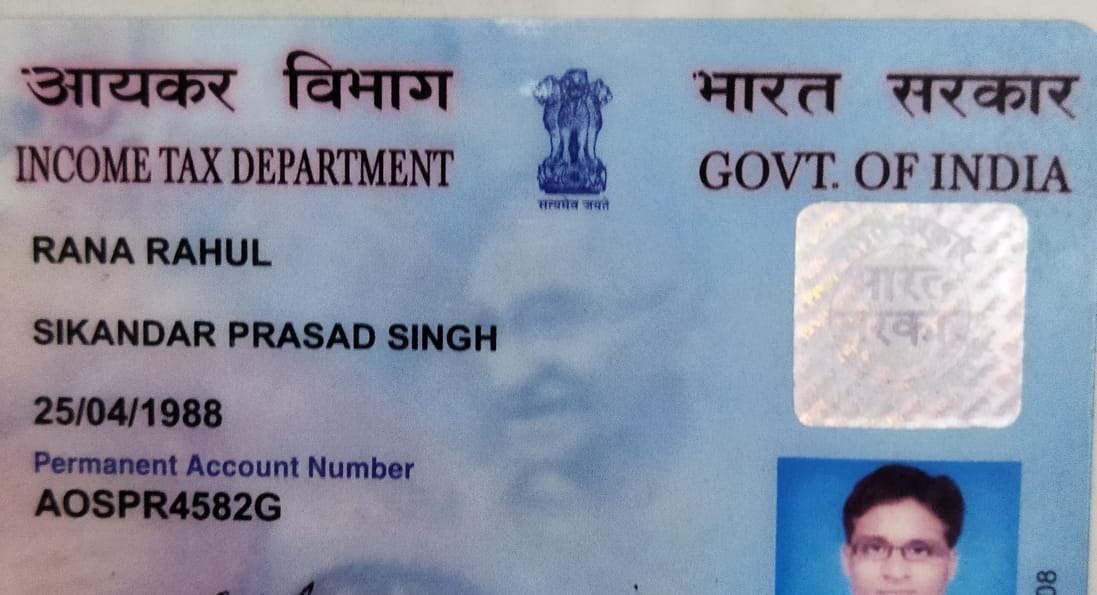 आयकर विभाग
भारत सरकार
INCOME TAX DEPARTMENT
GOVT. OF INDIA
सत्यमेव जयते
RANA RAHUL
SIKANDAR PRASAD SINGH
25/04/1988
Permanent Account Number
AOSPR4582G
भारत
08